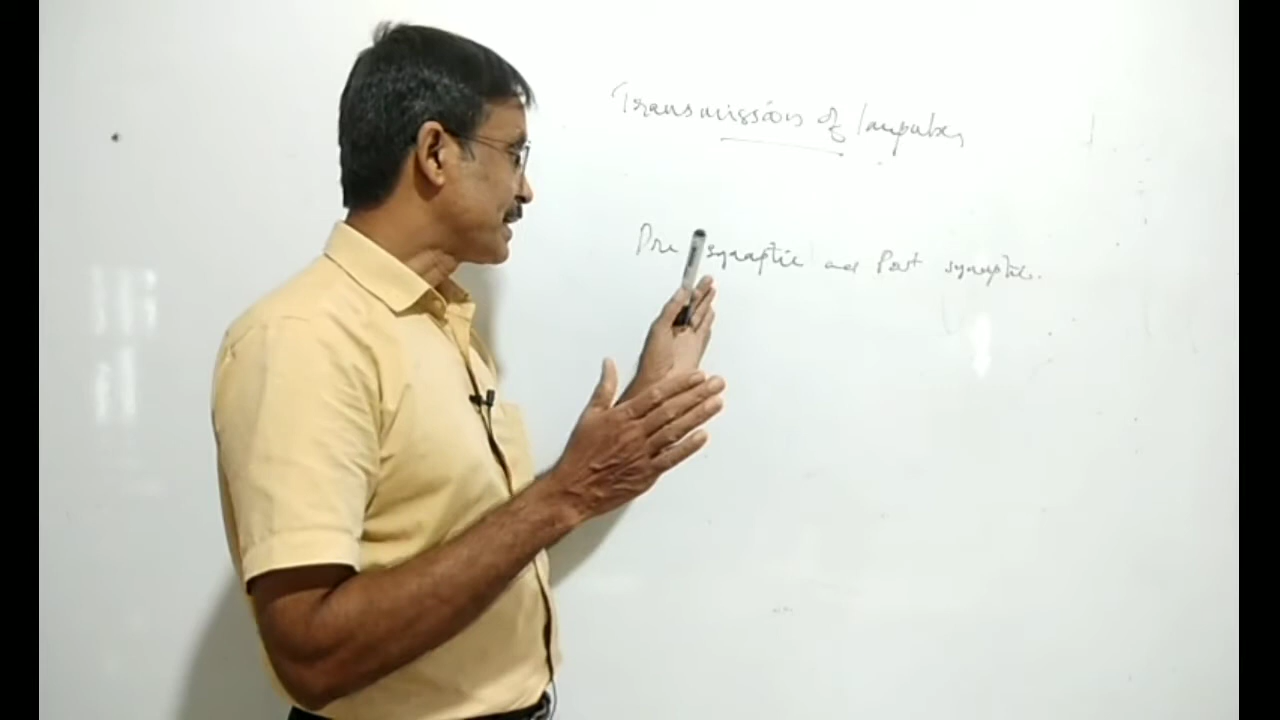 Transmission of Impulses
Pre synaptic and Post synaptic.